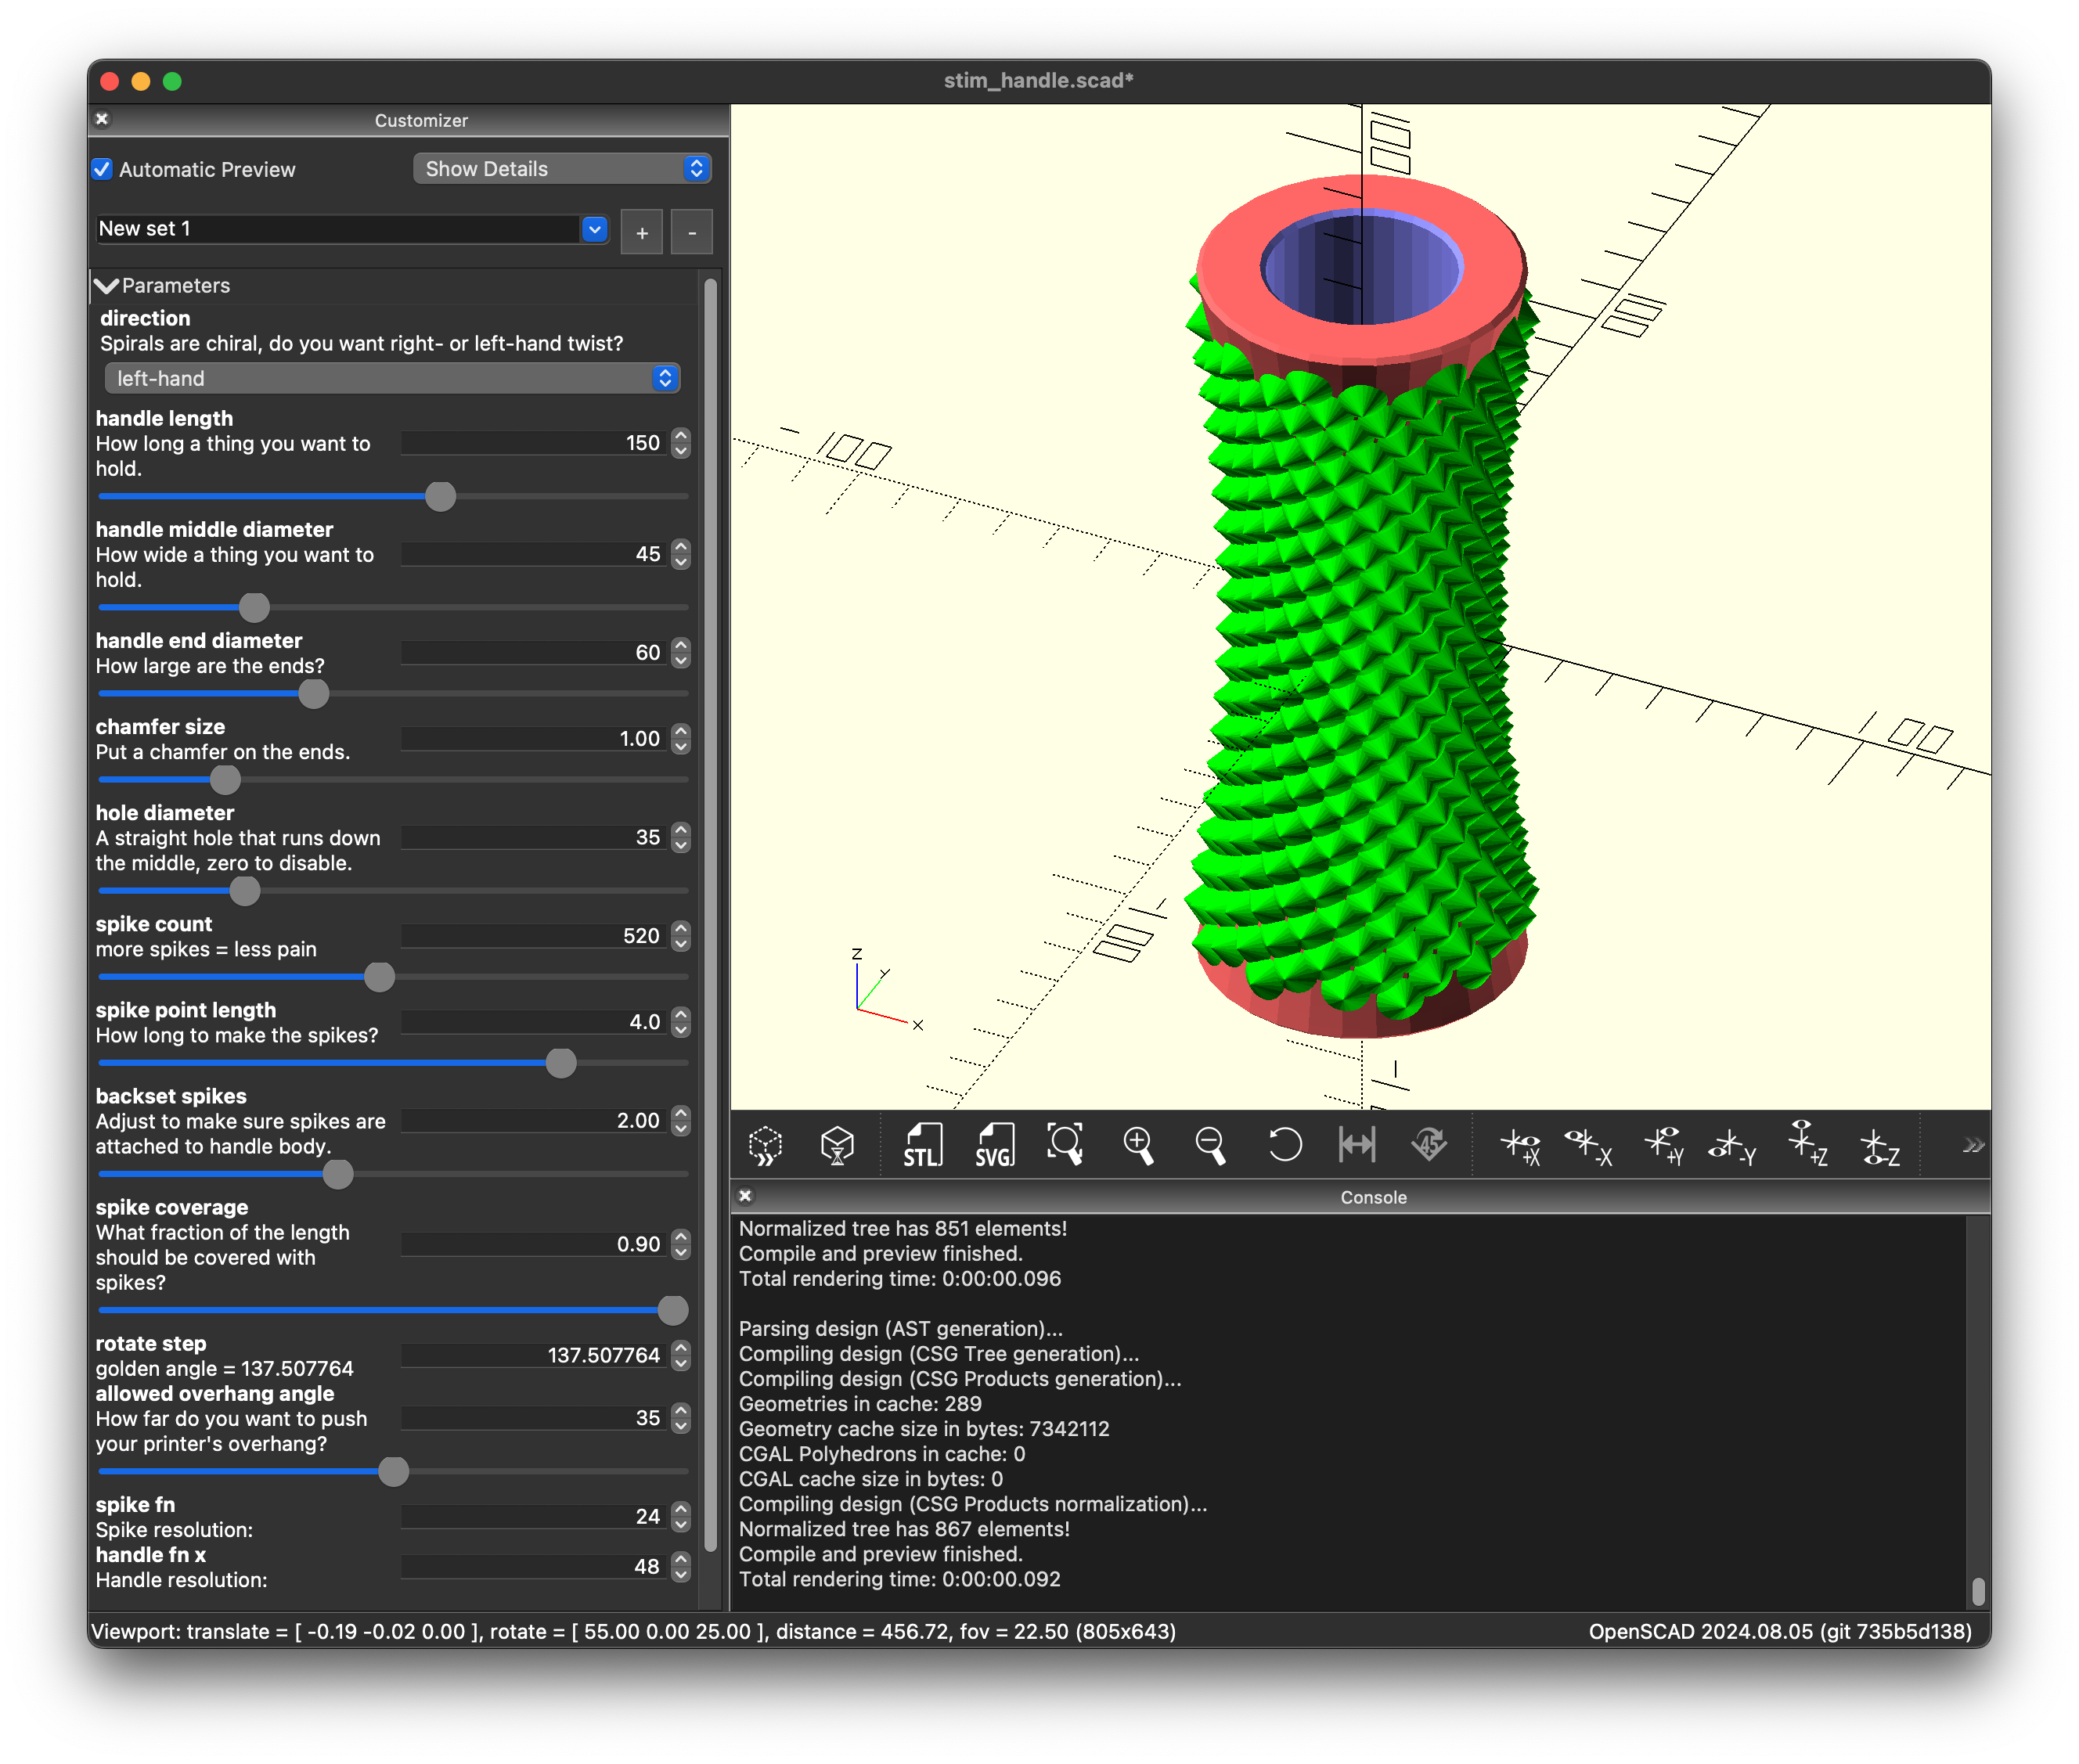 stim_handle.scad*
Customizer
Automatic Preview
Show Details
New set 1
+
-
Parameters
direction
Spirals are chiral, do you want right- or left-hand twist?
left-hand
handle length
How long a thing you want to
hold.
150
handle middle diameter
How wide a thing you want to
hold.
45
handle end diameter
How large are the ends?
60
chamfer size
Put a chamfer on the ends.
1.00
hole diameter
A straight hole that runs down
the middle, zero to disable.
35
spike count
more spikes = less pain
520
spike point length
How long to make the spikes?
4.0
backset spikes
Adjust to make sure spikes are
attached to handle body.
2.00
spike coverage
What fraction of the length
should be covered with
spikes?
0.90
rotate step
golden angle = 137.507764
137.507764
allowed overhang angle
How far do you want to push
your printer's overhang?
35
spike fn
Spike resolution:
24
handle fn x
Handle resolution:
48
100
100
100
100
100
Z
Y
X
STL
SVG
45
+X
-X
+Y
-Y
+Z
-Z
»
Console
Normalized tree has 851 elements!
Compile and preview finished.
Total rendering time: 0:00:00.096
Parsing design (AST generation)...
Compiling design (CSG Tree generation)...
Compiling design (CSG Products generation)...
Geometries in cache: 289
Geometry cache size in bytes: 7342112
CGAL Polyhedrons in cache: 0
CGAL cache size in bytes: 0
Compiling design (CSG Products normalization)...
Normalized tree has 867 elements!
Compile and preview finished.
Total rendering time: 0:00:00.092
Viewport: translate = [ -0.19 -0.02 0.00 ], rotate = [ 55.00 0.00 25.00 ], distance = 456.72, fov = 22.50 (805x643)
OpenSCAD 2024.08.05 (git 735b5d138)